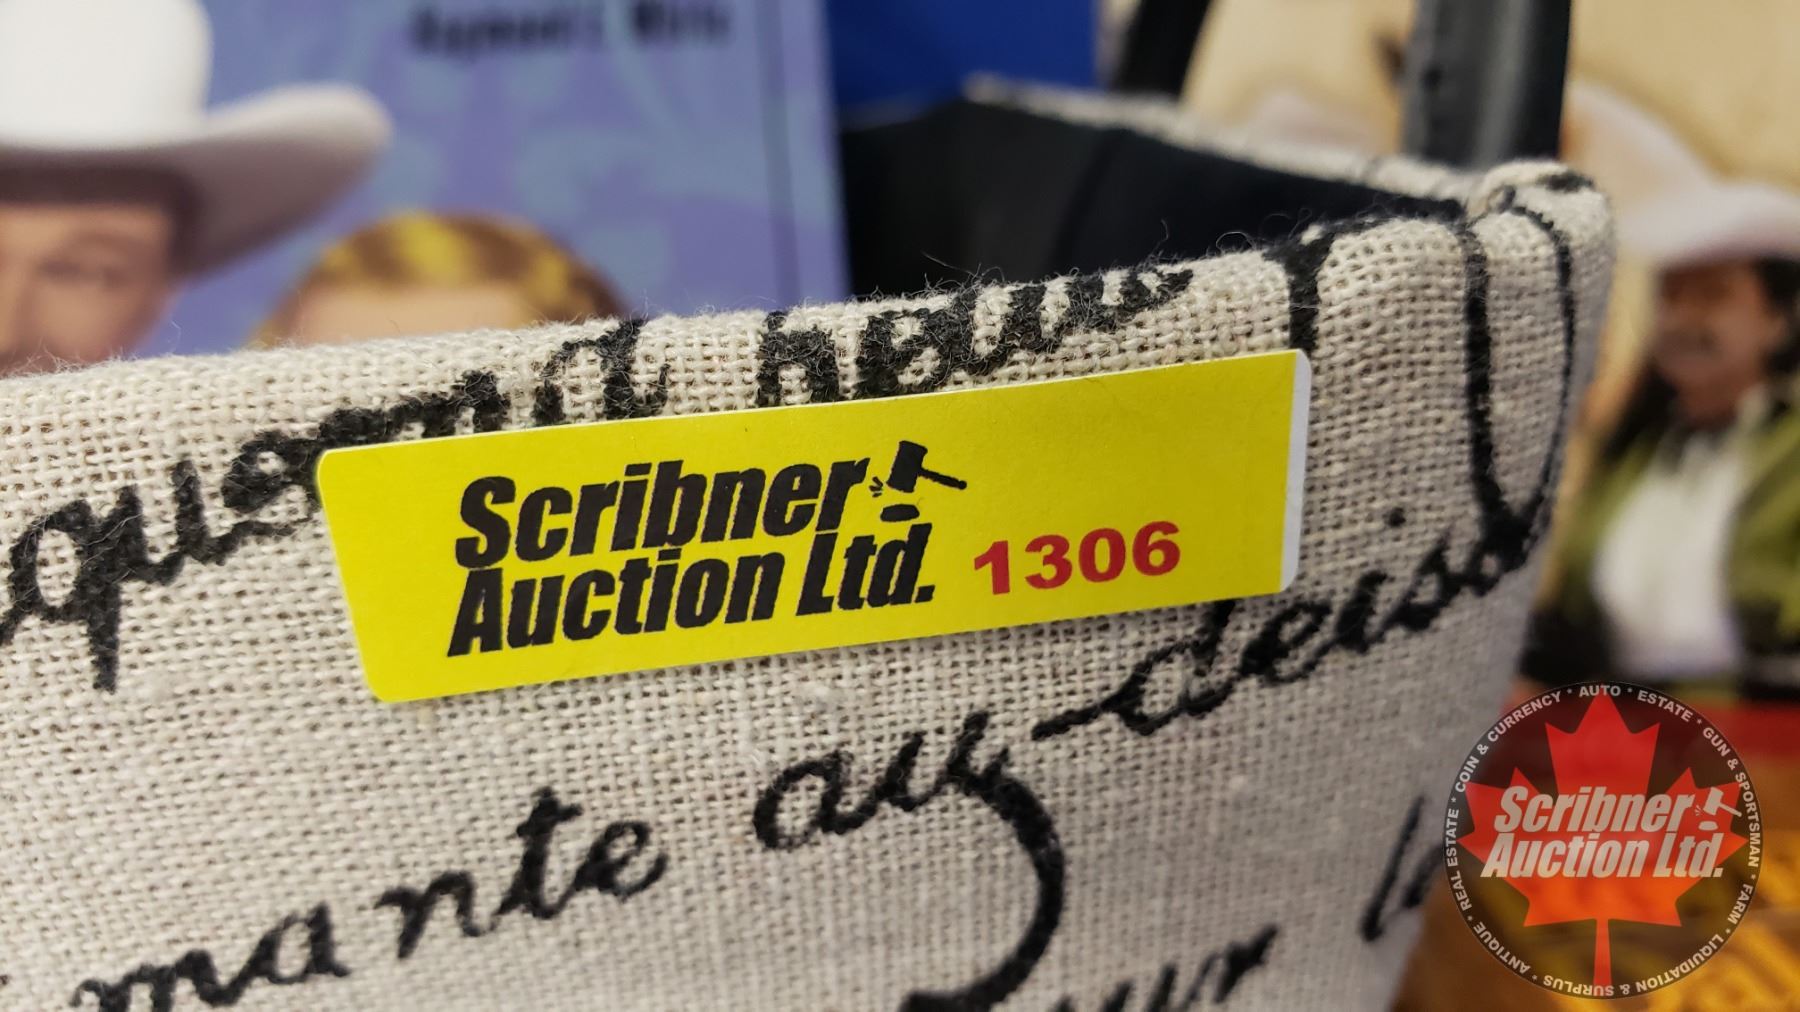 Scribner
Auction Ltd. 1306
mante au-deis
REAL ESTATE * COIN & CURRENCY * AUTO * ESTATE * GUN & SPORTSMAN * FARM * LIQUIDATION & SURPLUS * ANTIQUE *
Scribner
Auction Ltd.